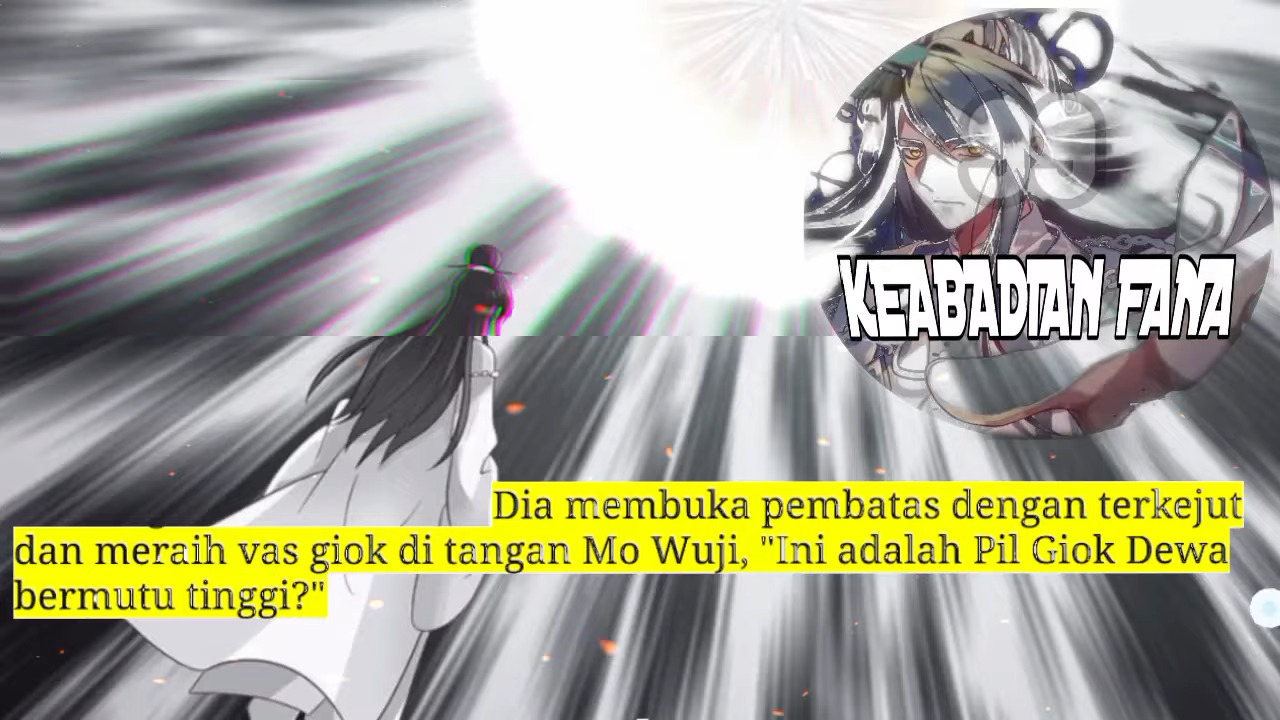 KEABADIAN FANA
Dia membuka pembatas dengan terkejut
dan meraih vas giok di tangan Mo Wuji, "Ini adalah Pil Giok Dewa
bermutu tinggi?"